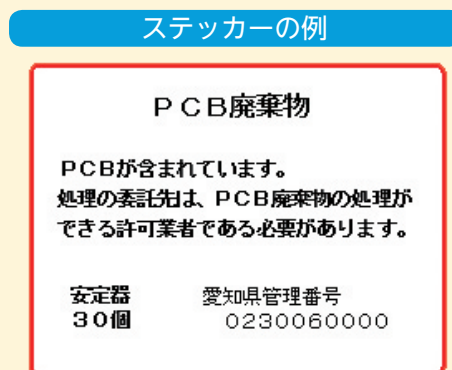 ステッカーの例
ＰＣＢ廃棄物
ＰＣＢが含まれています。
処理の委託先は、ＰＣＢ廃棄物の処理が
できる許可業者である必要があります。
安定器　愛知県管理番号
３０個　０２３００６００００